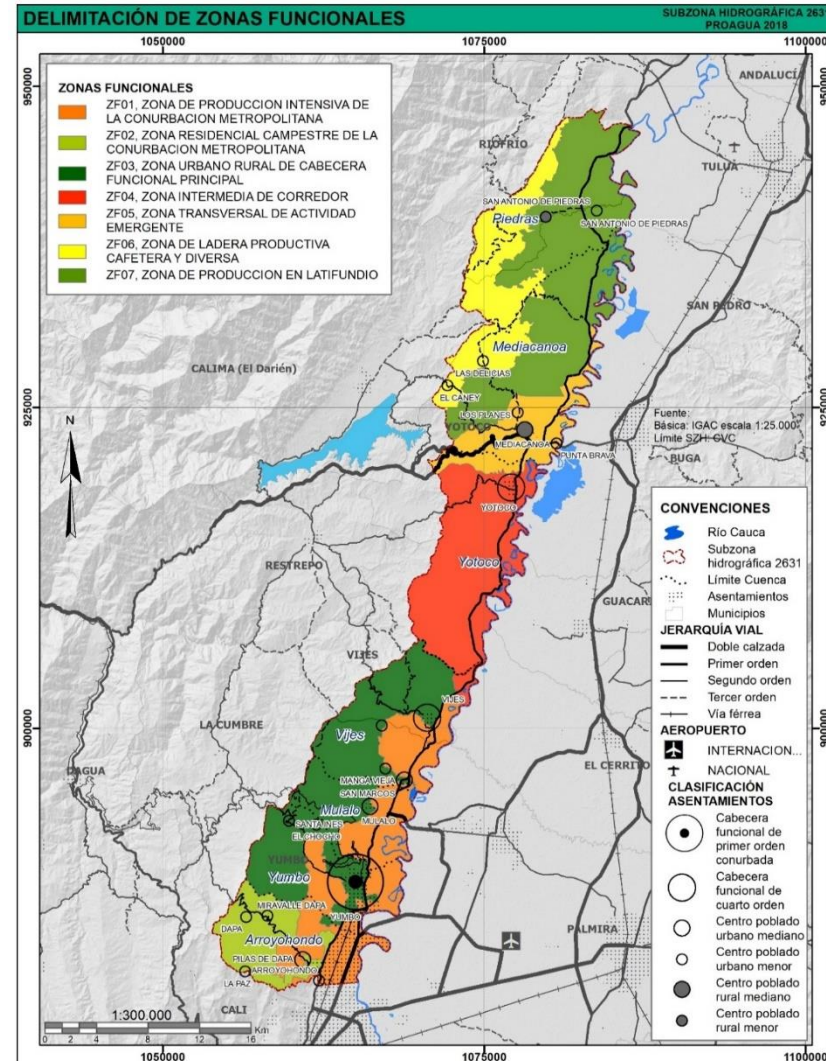 DELIMITACIÓN DE ZONAS FUNCIONALES
SUBZONA HIDROGRÁFICA 2631
PROAGUA 2018
1050000
1075000
1100000
950000
950000
ZONAS FUNCIONALES
ZF01, ZONA DE PRODUCCION INTENSIVA DE
LA CONURBACION METROPOLITANA
ZF02, ZONA RESIDENCIAL CAMPESTRE DE LA
CONURBACION METROPOLITANA
ZF03, ZONA URBANO RURAL DE CABECERA
FUNCIONAL PRINCIPAL
ZF04, ZONA INTERMEDIA DE CORREDOR
ZF05, ZONA TRANSVERSAL DE ACTIVIDAD
EMERGENTE
ZF06, ZONA DE LADERA PRODUCTIVA
CAFETERA Y DIVERSA
ZF07, ZONA DE PRODUCCION EN LATIFUNDIO
ANDALUCÍA
RIOFRÍO
TULUÁ
SAN ANTONIO DE PIEDRAS
Piedras
SAN ANTONIO DE PIEDRAS
SAN PEDRO
Mediacanoa
CALIMA (El Darién)
LAS DELICIAS
EL CANEY
925000
925000
LOS PLANES
YOTOCO
MEDIACANOA
PUNTA BRAVA
Fuente:
Básica: IGAC escala 1:25.000
Límite SZH: CVC
BUGA
N
YOTOCO
Yotoco
RESTREPO
GUACARÍ
VIJES
VIJES
LA CUMBRE
900000
900000
Vijes
DAGUA
EL CERRITO
MANGA VIEJA
SAN MARCOS
Mulalo
MULALO
SANTA INES
EL CHOCHO
YUMBO
Yumbo
MIRAVALLE DAPA
YUMBO
DAPA
Arroyohondo
PILAS DE DAPA
ARROYOHONDO
LA PAZ
PALMIRA
CALI
1:300.000
0 2 4 8 12 16
Km
CONVENCIONES
Río Cauca
Subzona
hidrográfica 2631
Límite Cuenca
Asentamientos
Municipios
JERARQUÍA VIAL
Doble calzada
Primer orden
Segundo orden
Tercer orden
Vía férrea
AEROPUERTO
INTERNACION...
NACIONAL
CLASIFICACIÓN
ASENTAMIENTOS
Cabecera
funcional de
primer orden
conurbada
Cabecera
funcional de
cuarto orden
Centro poblado
urbano mediano
Centro poblado
urbano menor
Centro poblado
rural mediano
Centro poblado
rural menor
1050000
1075000
1100000